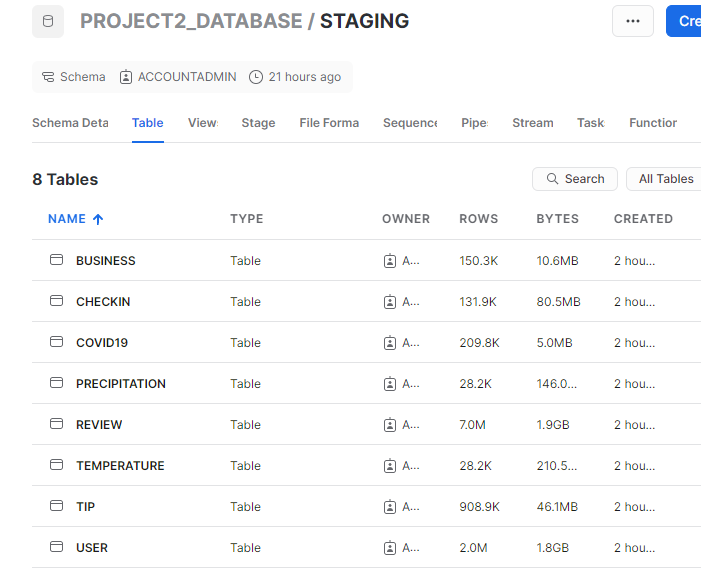 PROJECT2_DATABASE / STAGING ... Cre
Schema ACCOUNTADMIN 21 hours ago
Schema Deta Table View Stage File Forma Sequence Pipe Stream Task Function
8 Tables Search All Tables
NAME ↑ TYPE OWNER ROWS BYTES CREATED
BUSINESS Table A... 150.3K 10.6MB 2 hou...
CHECKIN Table A... 131.9K 80.5MB 2 hou...
COVID19 Table A... 209.8K 5.0MB 2 hou...
PRECIPITATION Table A... 28.2K 146.0... 2 hou...
REVIEW Table A... 7.0M 1.9GB 2 hou...
TEMPERATURE Table A... 28.2K 210.5... 2 hou...
TIP Table A... 908.9K 46.1MB 2 hou...
USER Table A... 2.0M 1.8GB 2 hou...